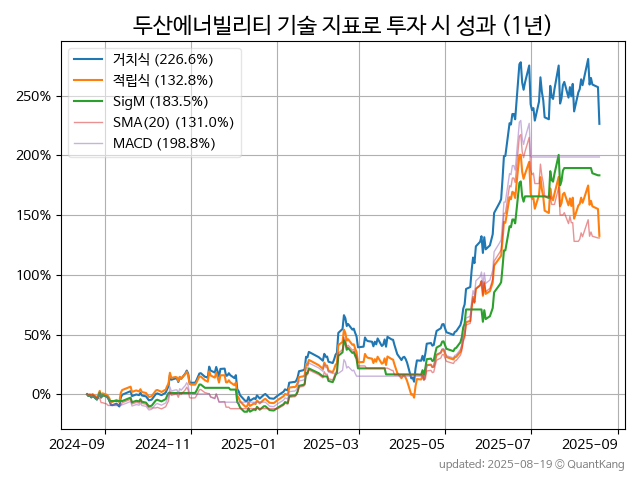 두산에너빌리티 기술 지표로 투자 시 성과 (1년)
거치식 (226.6%)
적립식 (132.8%)
SigM (183.5%)
SMA(20) (131.0%)
MACD (198.8%)
250%
200%
150%
100%
50%
0%
2024-09 2024-11 2025-01 2025-03 2025-05 2025-07 2025-09
updated: 2025-08-19 © QuantKang